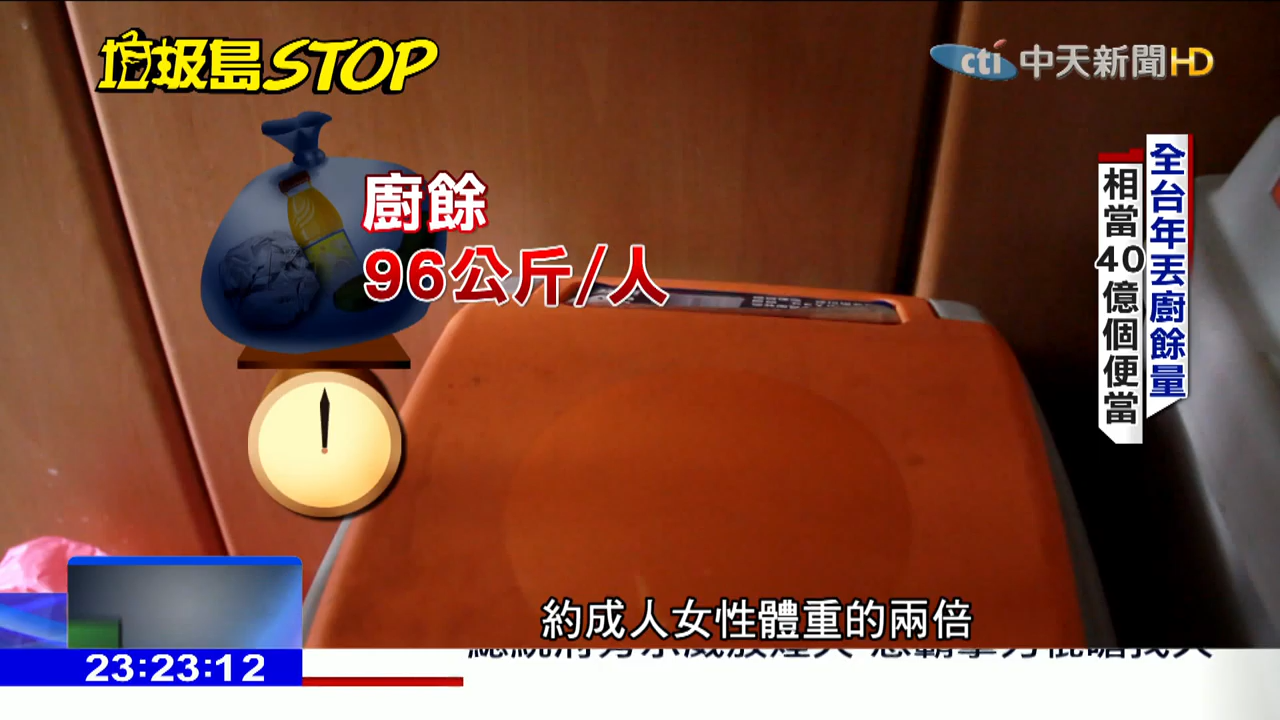 垃圾島STOP
cti 中天新聞HD
廚餘
96公斤/人
全台年丟廚餘量
相當40億個便當
約成人女性體重的兩倍
23:23:12